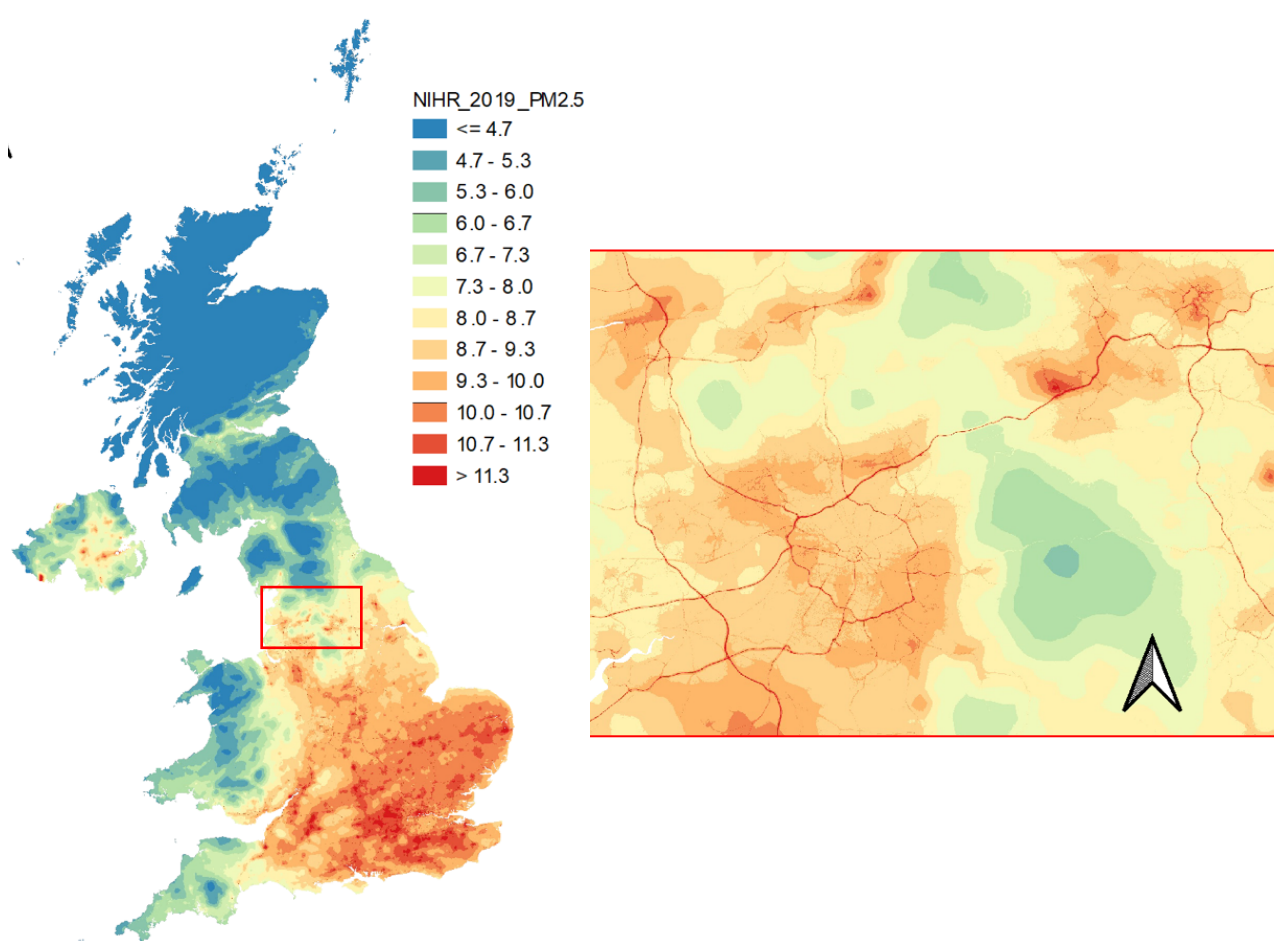 NIHR_2019_PM2.5
<= 4.7
4.7 - 5.3
5.3 - 6.0
6.0 - 6.7
6.7 - 7.3
7.3 - 8.0
8.0 - 8.7
8.7 - 9.3
9.3 - 10.0
10.0 - 10.7
10.7 - 11.3
> 11.3